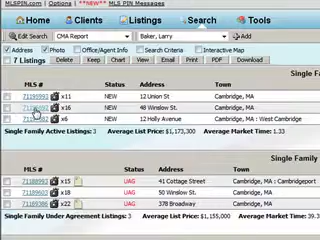 MLSPIN.com | Options | **NEW** MLS PIN Messages
Home Clients Listings Search Tools
Edit Search CMA Report Baker, Larry Add
Address Photo Office/Agent Info Search Criteria Interactive Map
7 Listings Delete Keep Chart View Email Print PDF Download
Single Fam
MLS # Status Address Town Average
x11 NEW 12 Union St Cambridge, MA
x16 NEW 48 Winslow St. Cambridge, MA
x6 NEW 12 Holly Avenue Cambridge, MA : West Cambridge
Single Family Active Listings: 3 Average List Price: $1,173,300 Average Market Time: 1.33
Single Family
MLS # Status Address
x15 UAG 41 Cottage Street Cambridge, MA : Cambridgeport
x18 UAG 50 Winslow St. Cambridge, MA
x22 UAG 37B Broadway Cambridge, MA
Single Family Under Agreement Listings: 3 Average List Price: $1,155,000 Average Market Time: 39.3